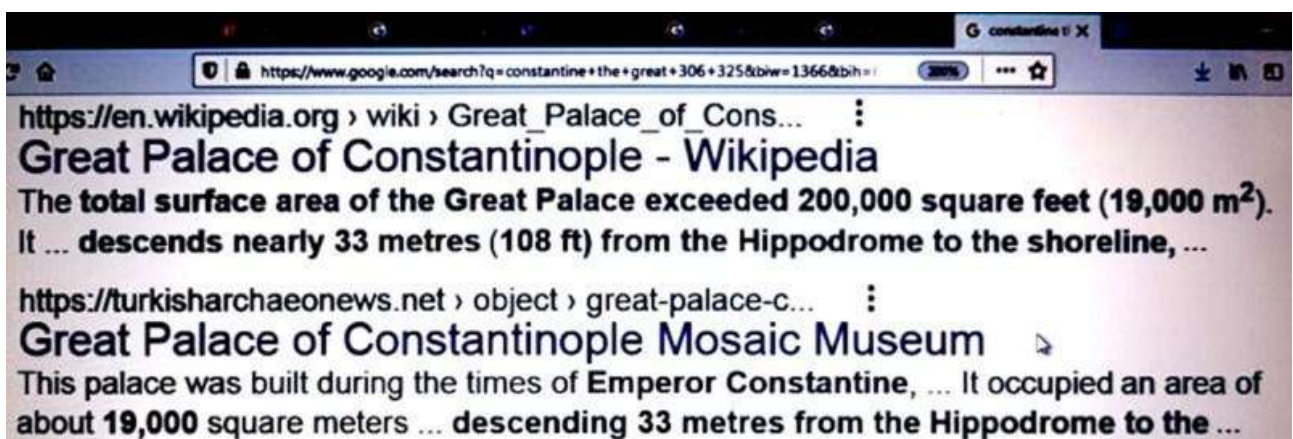 G constantine t X
https://www.google.com/search?q=constantine+the+great+306+325&biw=1366&bih=
200% ...
https://en.wikipedia.org › wiki › Great_Palace_of_Cons...
Great Palace of Constantinople - Wikipedia
The total surface area of the Great Palace exceeded 200,000 square feet (19,000 m²).
It ... descends nearly 33 metres (108 ft) from the Hippodrome to the shoreline, ...
https://turkisharchaeonews.net › object › great-palace-c...
Great Palace of Constantinople Mosaic Museum
This palace was built during the times of Emperor Constantine, ... It occupied an area of
about 19,000 square meters ... descending 33 metres from the Hippodrome to the ...